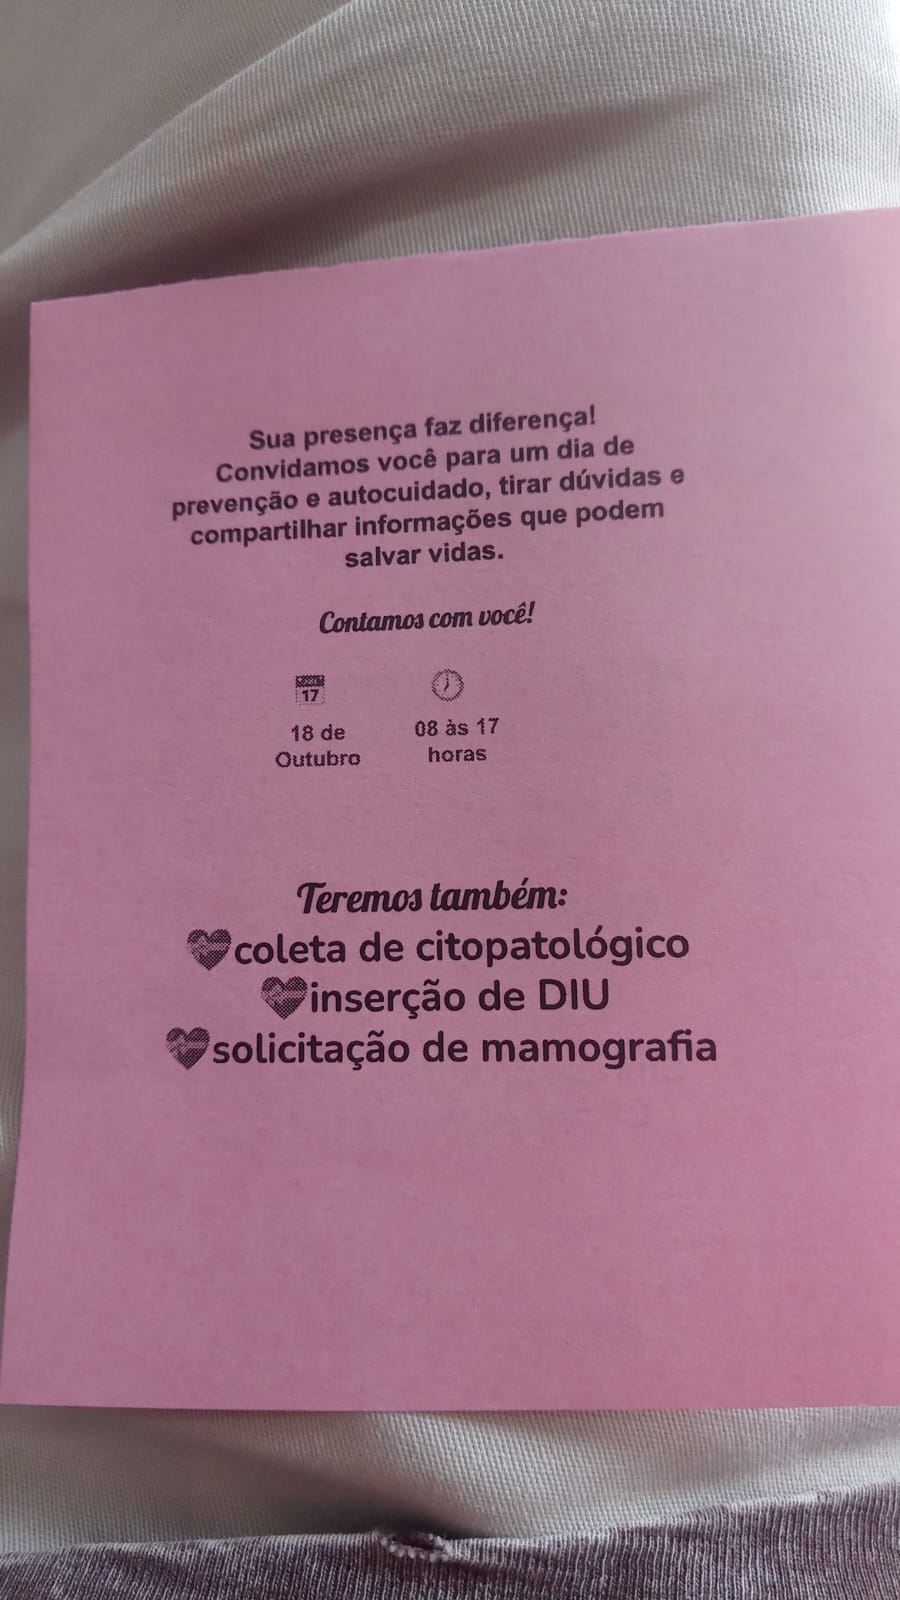 Sua presença faz diferença!
Convidamos você para um dia de
prevenção e autocuidado, tirar dúvidas e
compartilhar informações que podem
salvar vidas.
Contamos com você!
17
18 de
Outubro
08 às 17
horas
Teremos também:
coleta de citopatológico
inserção de DIU
solicitação de mamografia